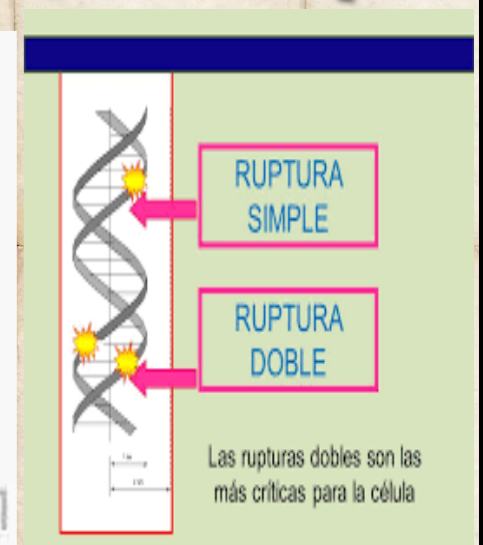 RUPTURA
SIMPLE
RUPTURA
DOBLE
Las rupturas dobles son las
más críticas para la célula